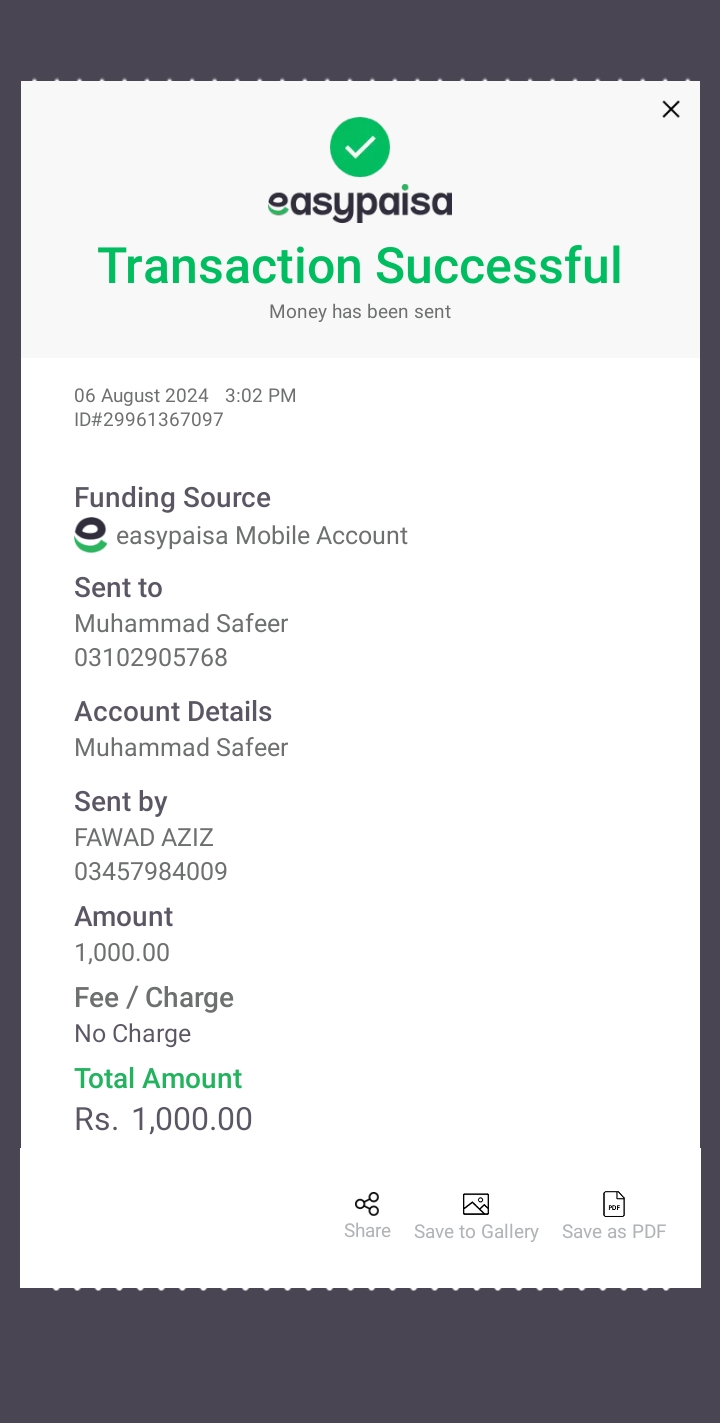 easypaisa
Transaction Successful
Money has been sent
06 August 2024 3:02 PM
ID#29961367097
Funding Source
easypaisa Mobile Account
Sent to
Muhammad Safeer
03102905768
Account Details
Muhammad Safeer
Sent by
FAWAD AZIZ
03457984009
Amount
1,000.00
Fee / Charge
No Charge
Total Amount
Rs. 1,000.00
PDF
Share Save to Gallery Save as PDF